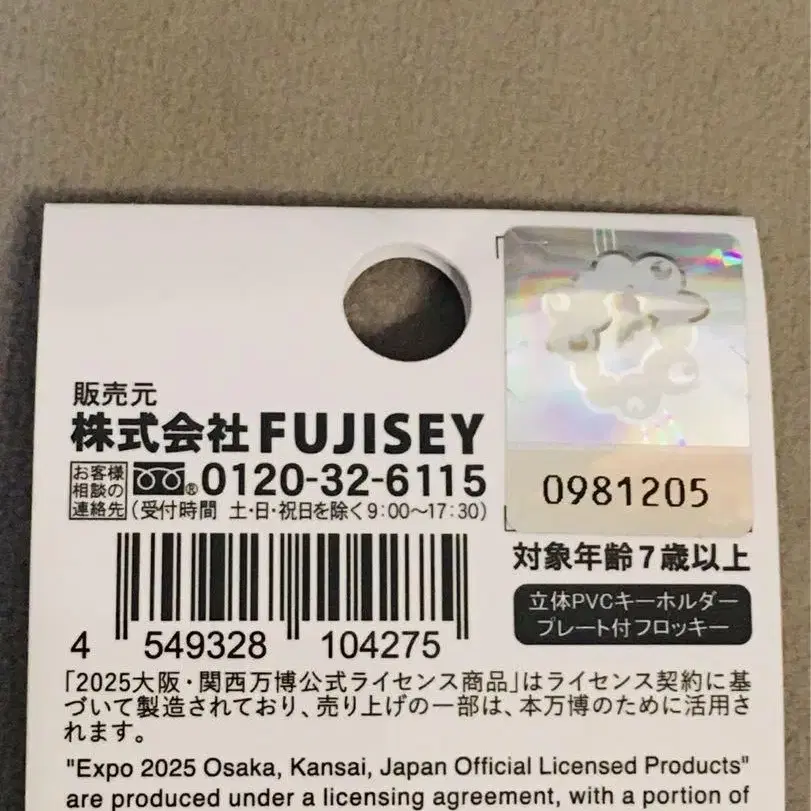 販売元
株式会社FUJISEY
お客様相談の連絡先 ® 0120-32-6115
(受付時間 土・日・祝日を除く9:00〜17:30)
0981205
対象年齢7歳以上
立体PVCキーホルダー
プレート付フロッキー
4 549328 104275
「2025大阪・関西万博公式ライセンス商品」はライセンス契約に基
づいて製造されており、売り上げの一部は、本万博のために活用さ
れます。
"Expo 2025 Osaka, Kansai, Japan Official Licensed Products"
are produced under a licensing agreement, with a portion of